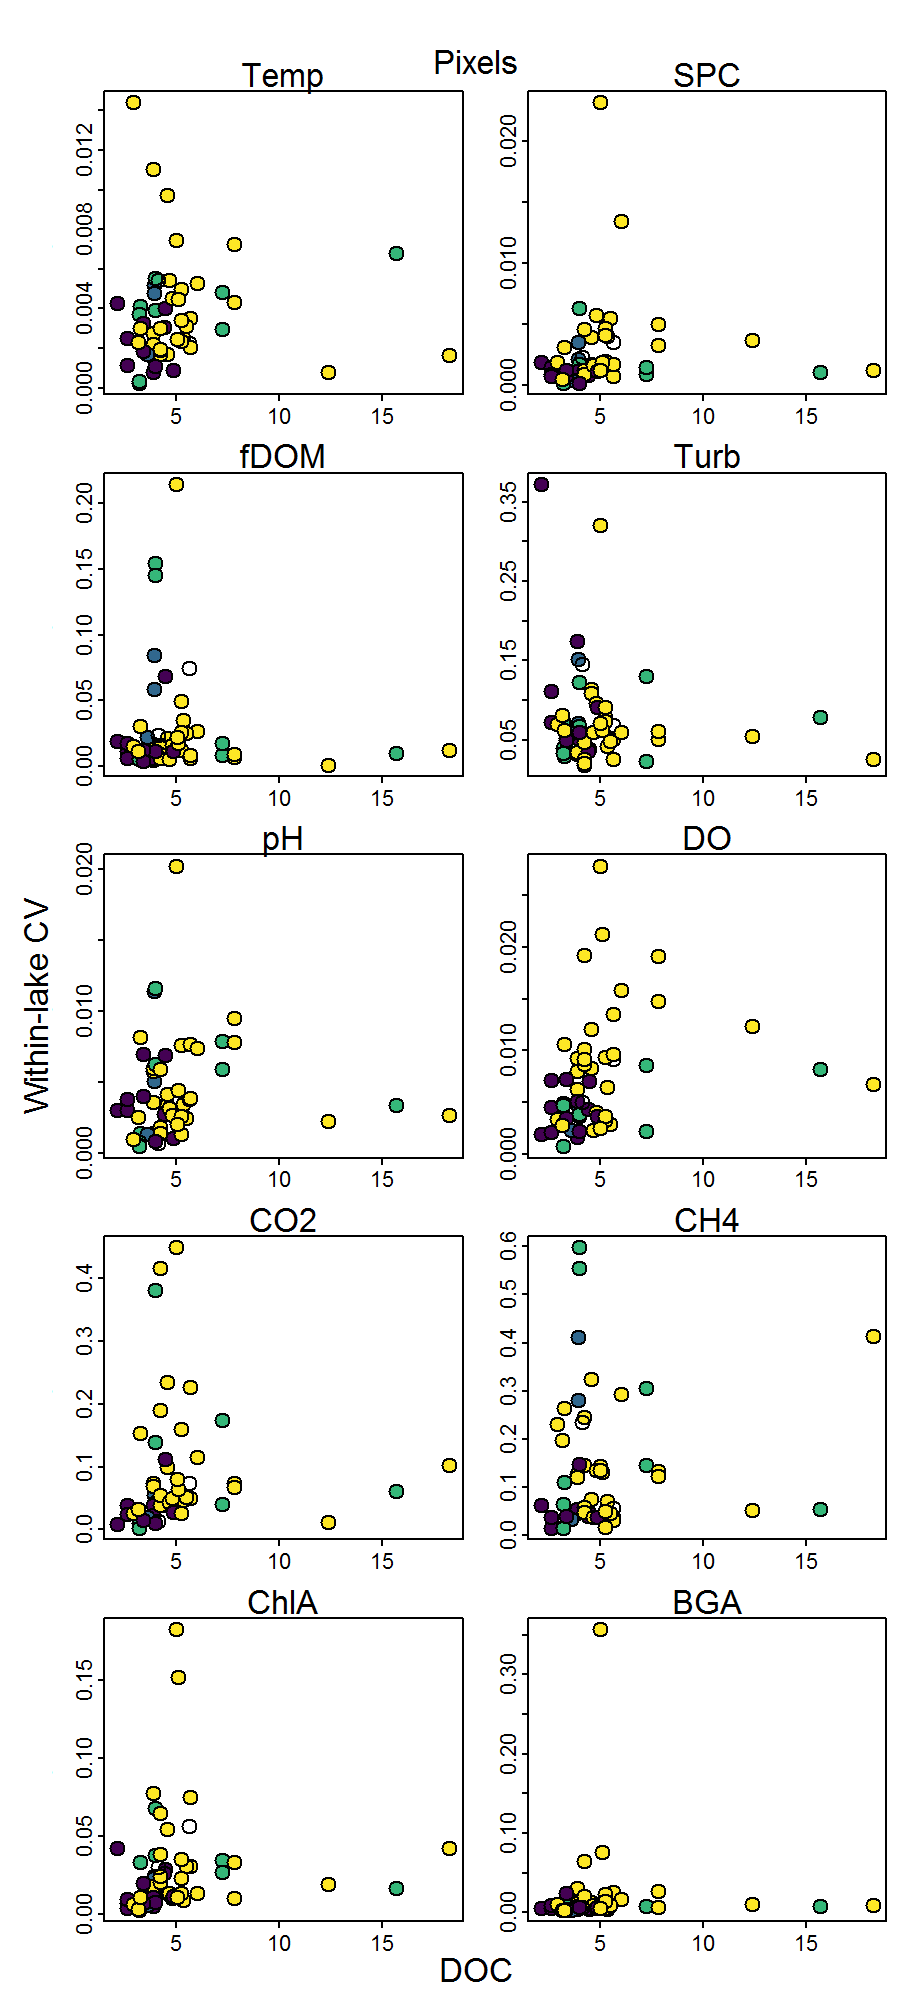 Pixels
Temp
SPC
0.000 0.004 0.008 0.012
5 10 15
0.000 0.010 0.020
5 10 15
fDOM
Turb
0.00 0.05 0.10 0.15 0.20
5 10 15
0.05 0.15 0.25 0.35
5 10 15
pH
DO
0.000 0.010 0.020
5 10 15
0.000 0.010 0.020
5 10 15
Within-lake CV
CO2
CH4
0.0 0.1 0.2 0.3 0.4
5 10 15
0.0 0.1 0.2 0.3 0.4 0.5 0.6
5 10 15
ChlA
BGA
0.00 0.05 0.10 0.15
5 10 15
0.00 0.10 0.20 0.30
5 10 15
DOC